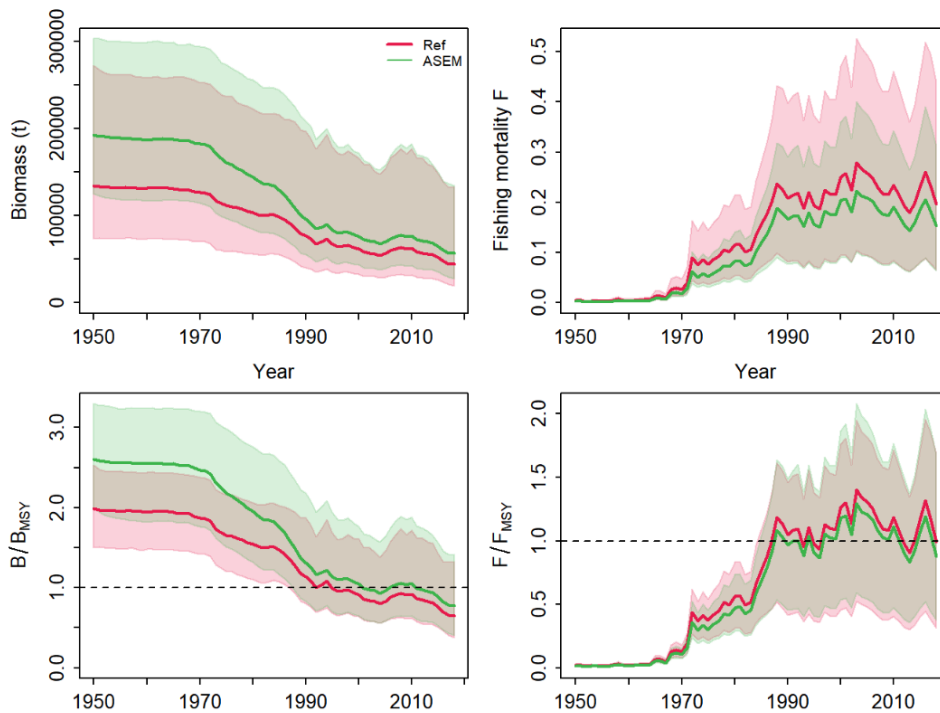 Biomass (t)
0 100000 200000 300000
Ref
ASEM
1950 1970 1990 2010
Year
Fishing mortality F
0.0 0.1 0.2 0.3 0.4 0.5
1950 1970 1990 2010
Year
B/BMSY
0.0 1.0 2.0 3.0
1950 1970 1990 2010
F/FMSY
0.0 0.5 1.0 1.5 2.0
1950 1970 1990 2010